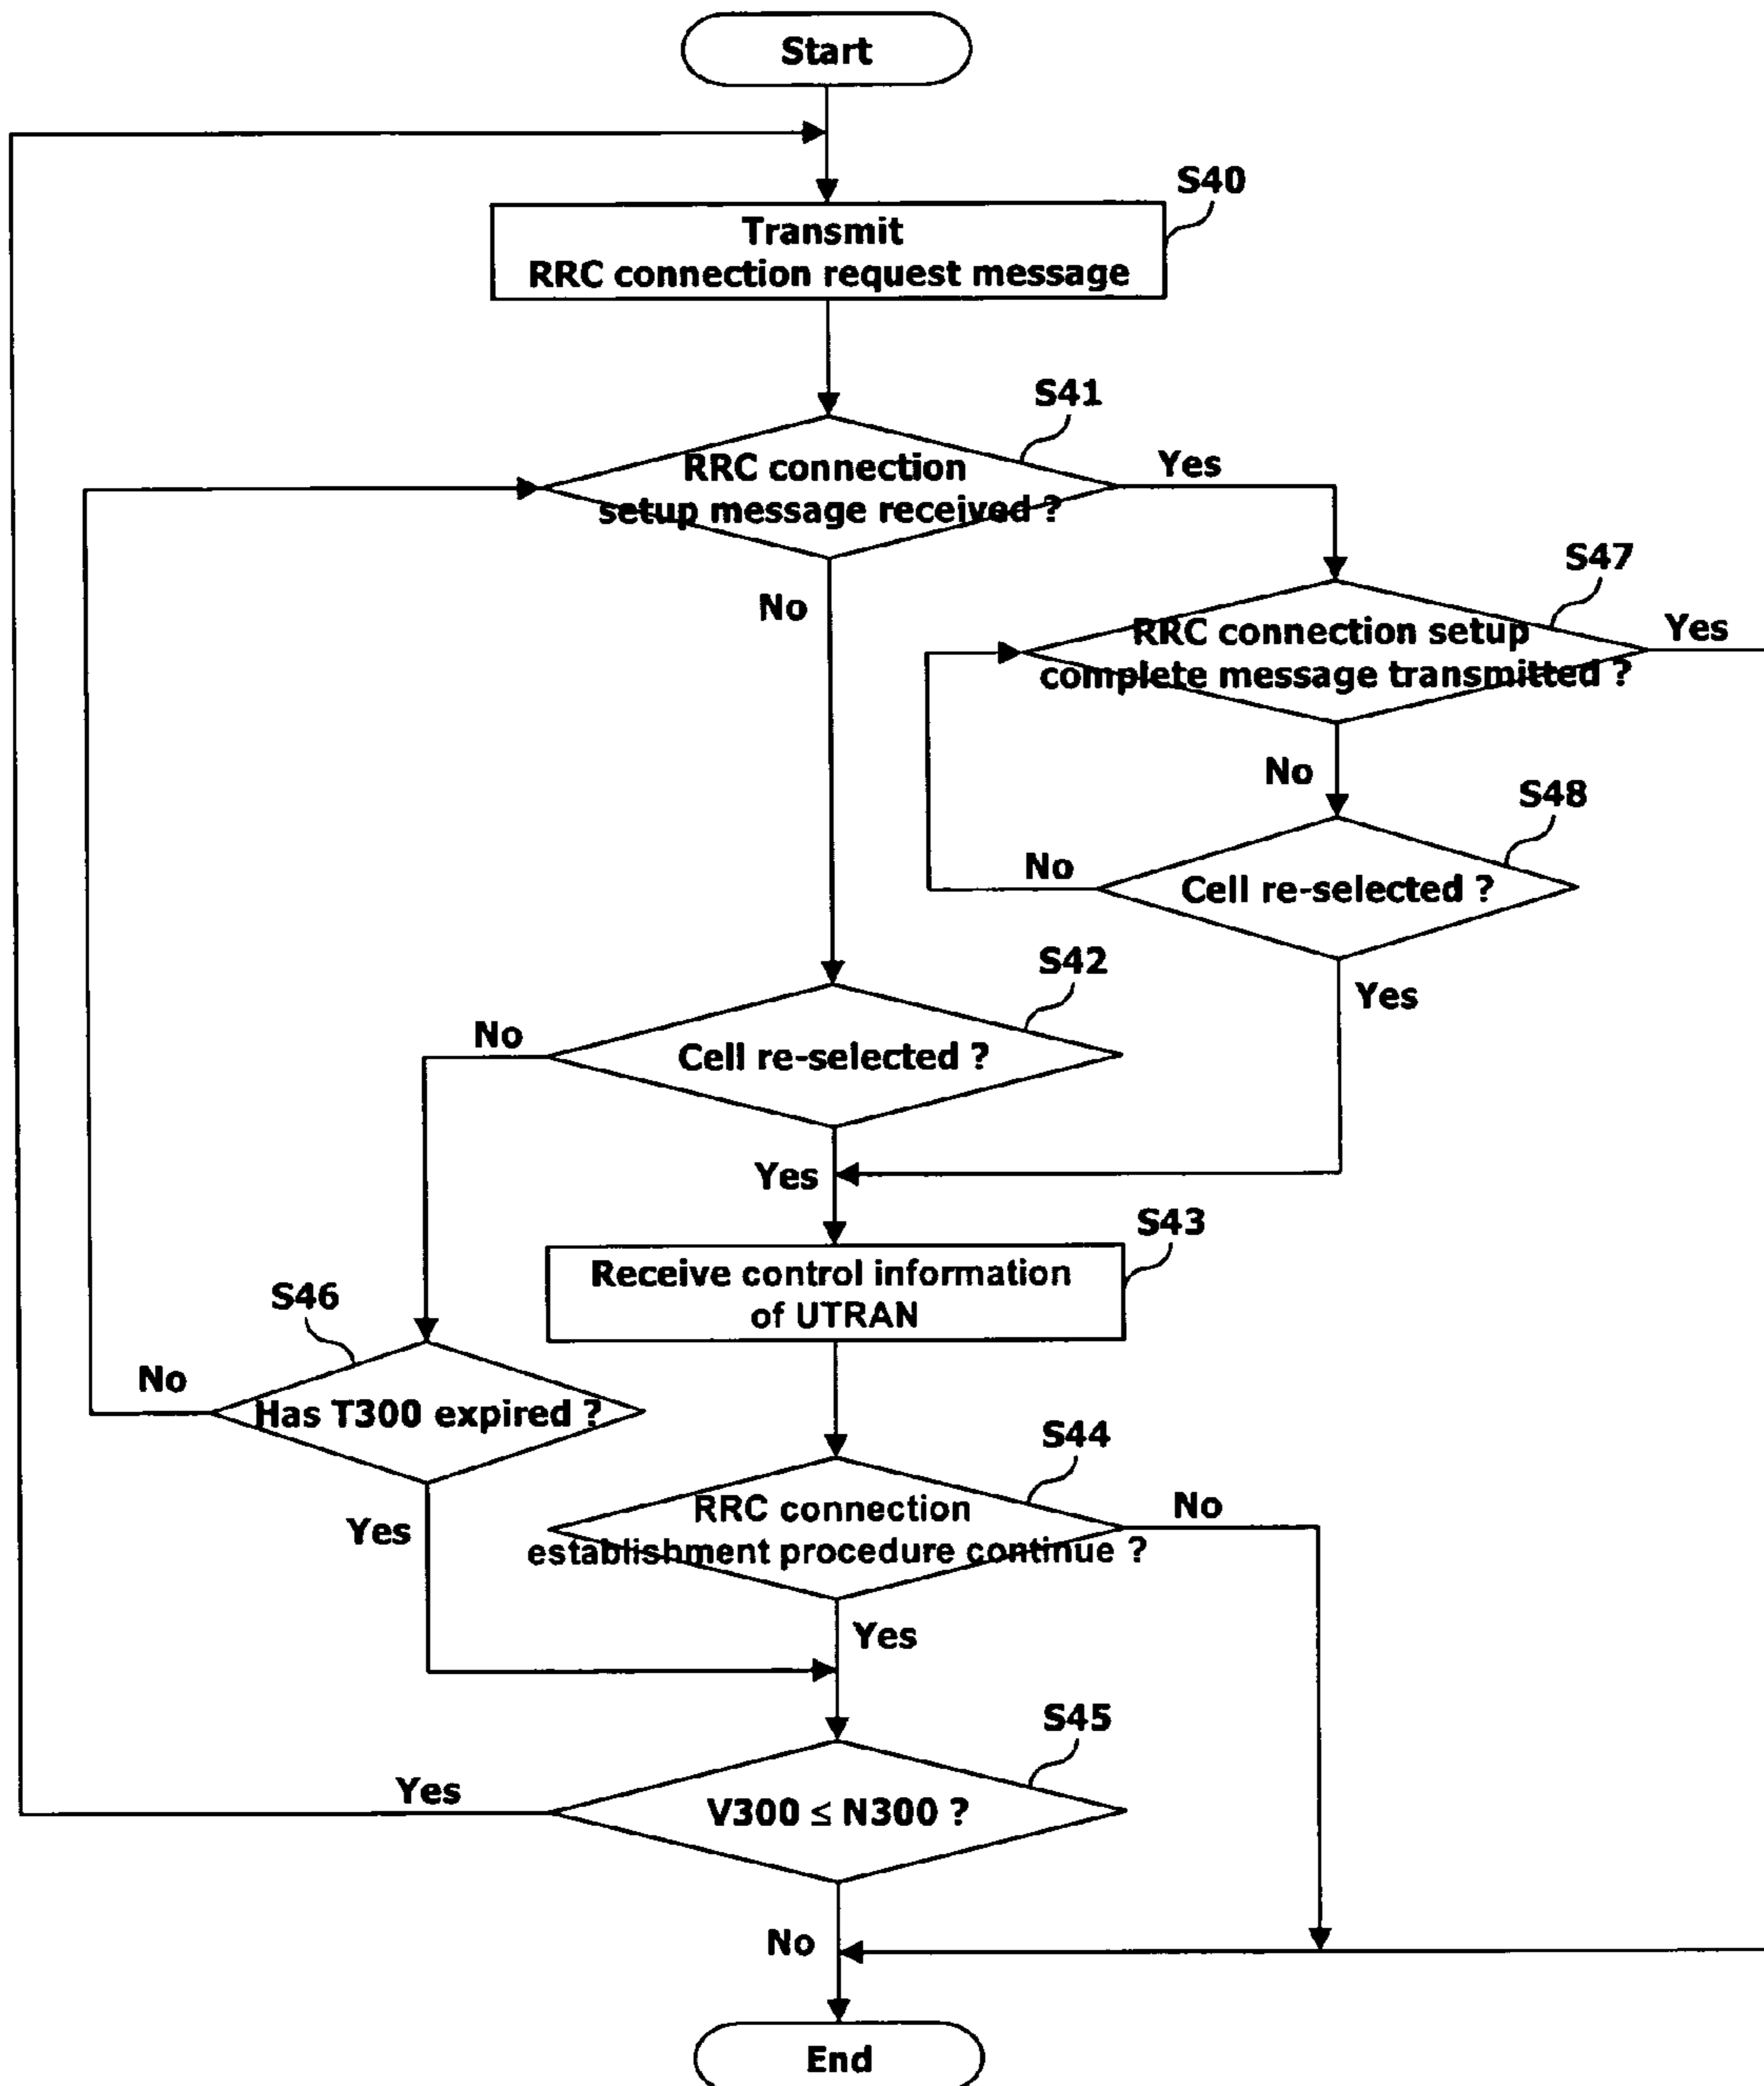 Start
S40
Transmit
RRC connection request message
S41
RRC connection
setup message received ?
Yes
No
S47
RRC connection setup
complete message transmitted ?
Yes
No
S48
Cell re-selected ?
No
Yes
S42
Cell re-selected ?
No
Yes
S43
Receive control information
of UTRAN
S46
Has T300 expired ?
No
Yes
S44
RRC connection
establishment procedure continue ?
No
Yes
S45
V300 ≤ N300 ?
Yes
No
End